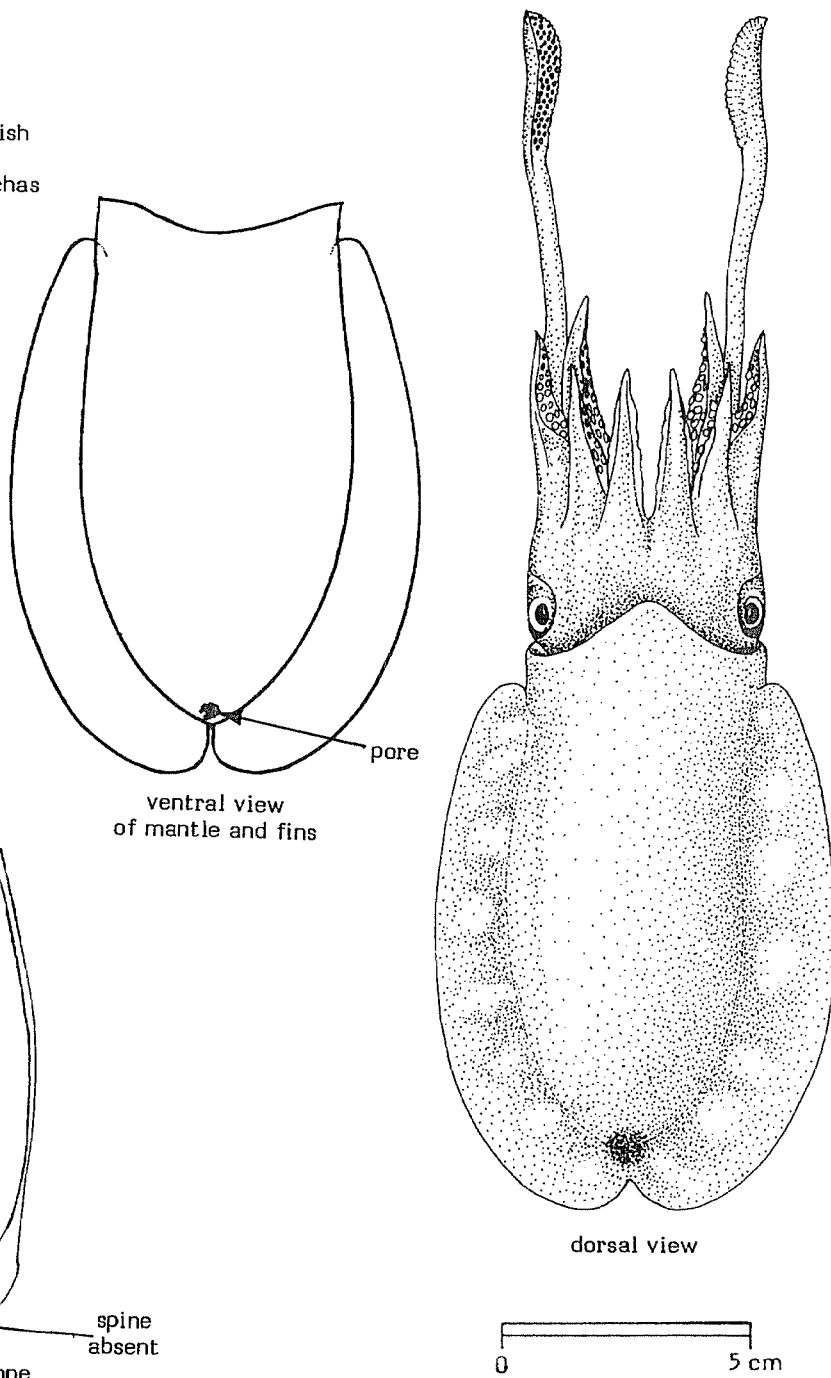 ish
has
pore
ventral view
of mantle and fins
dorsal view
spine
absent
0 5 cm